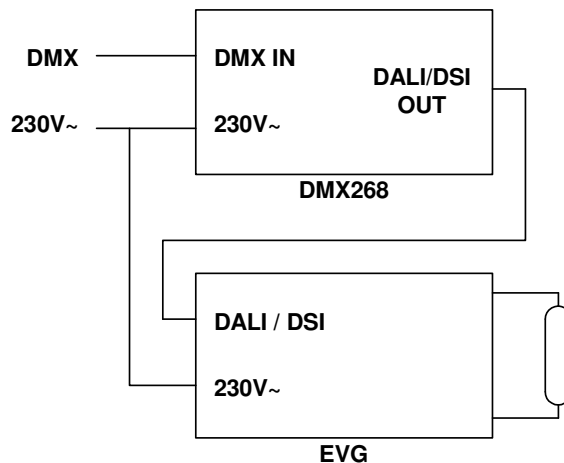 DMX
DMX IN
DALI/DSI
OUT
230V~
230V~
DMX268
DALI / DSI
230V~
EVG